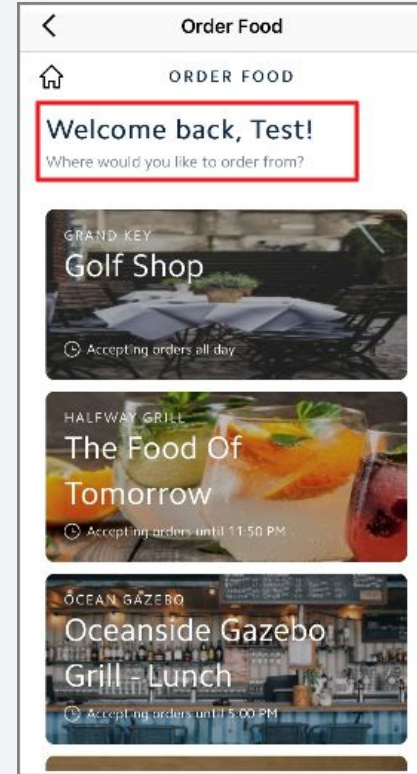 Order Food
ORDER FOOD
Welcome back, Test!
Where would you like to order from?
GRAND KEY
Golf Shop
Accepting orders all day
HALFWAY GRILL
The Food Of
Tomorrow
Accepting orders until 11:50 PM
OCEAN GAZEBO
Oceanside Gazebo
Grill - Lunch
Accepting orders until 5:00 PM